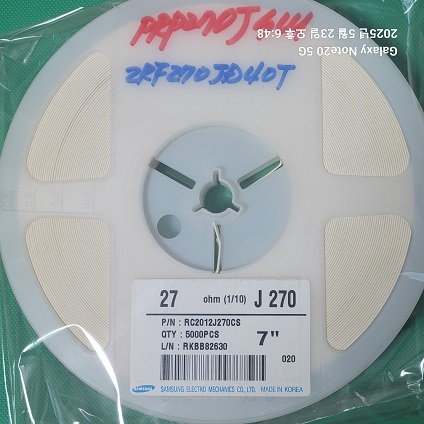 2025년 5월 23일 오후 6:48
Galaxy Note20 5G
27 ohm (1/10) J 270
P/N : RC2012J270CS
QTY : 5000PCS
L/N : RKBB82630
7"
020
SAMSUNG
SAMSUNG ELECTRO MECHANICS CO.,LTD. MADE IN KOREA